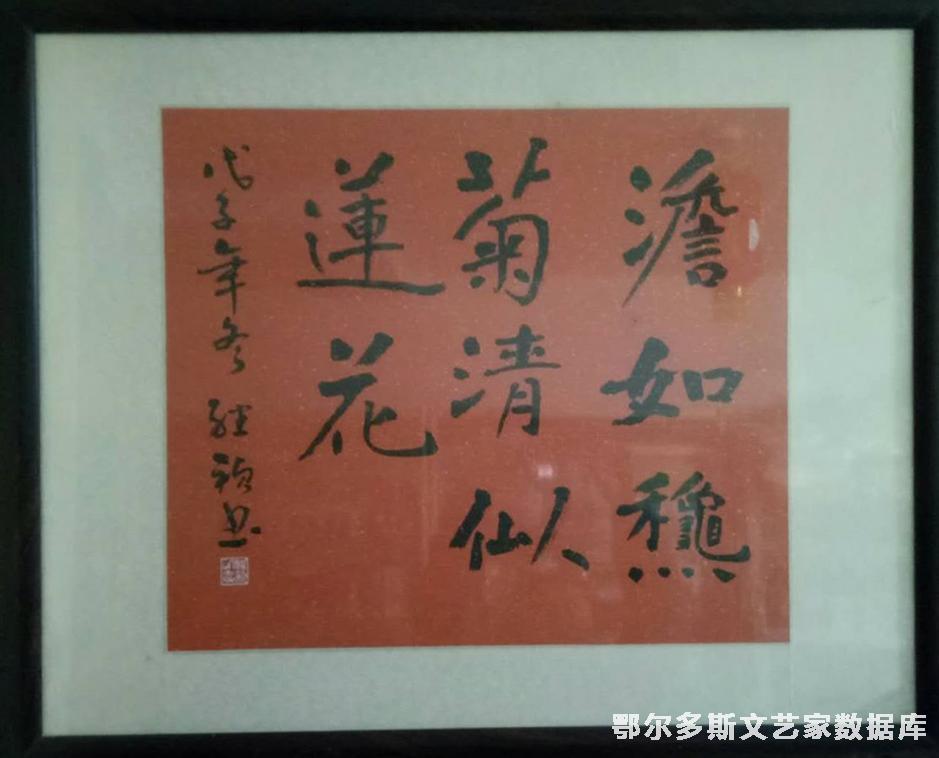 澹如龝
菊清似
蓮花
戊子年冬
鄂尔多斯文艺家数据库